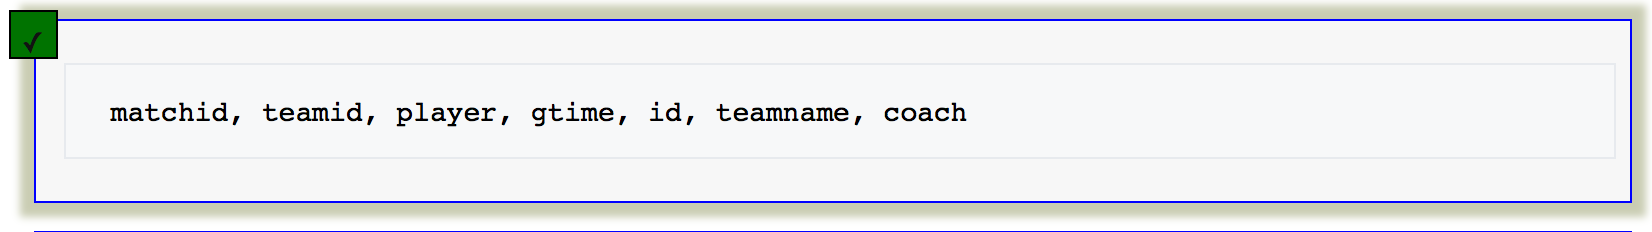 ✓
matchid, teamid, player, gtime, id, teamname, coach